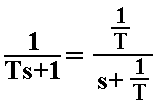 1/(Ts+1) = (1/T)/(s+ 1/T)